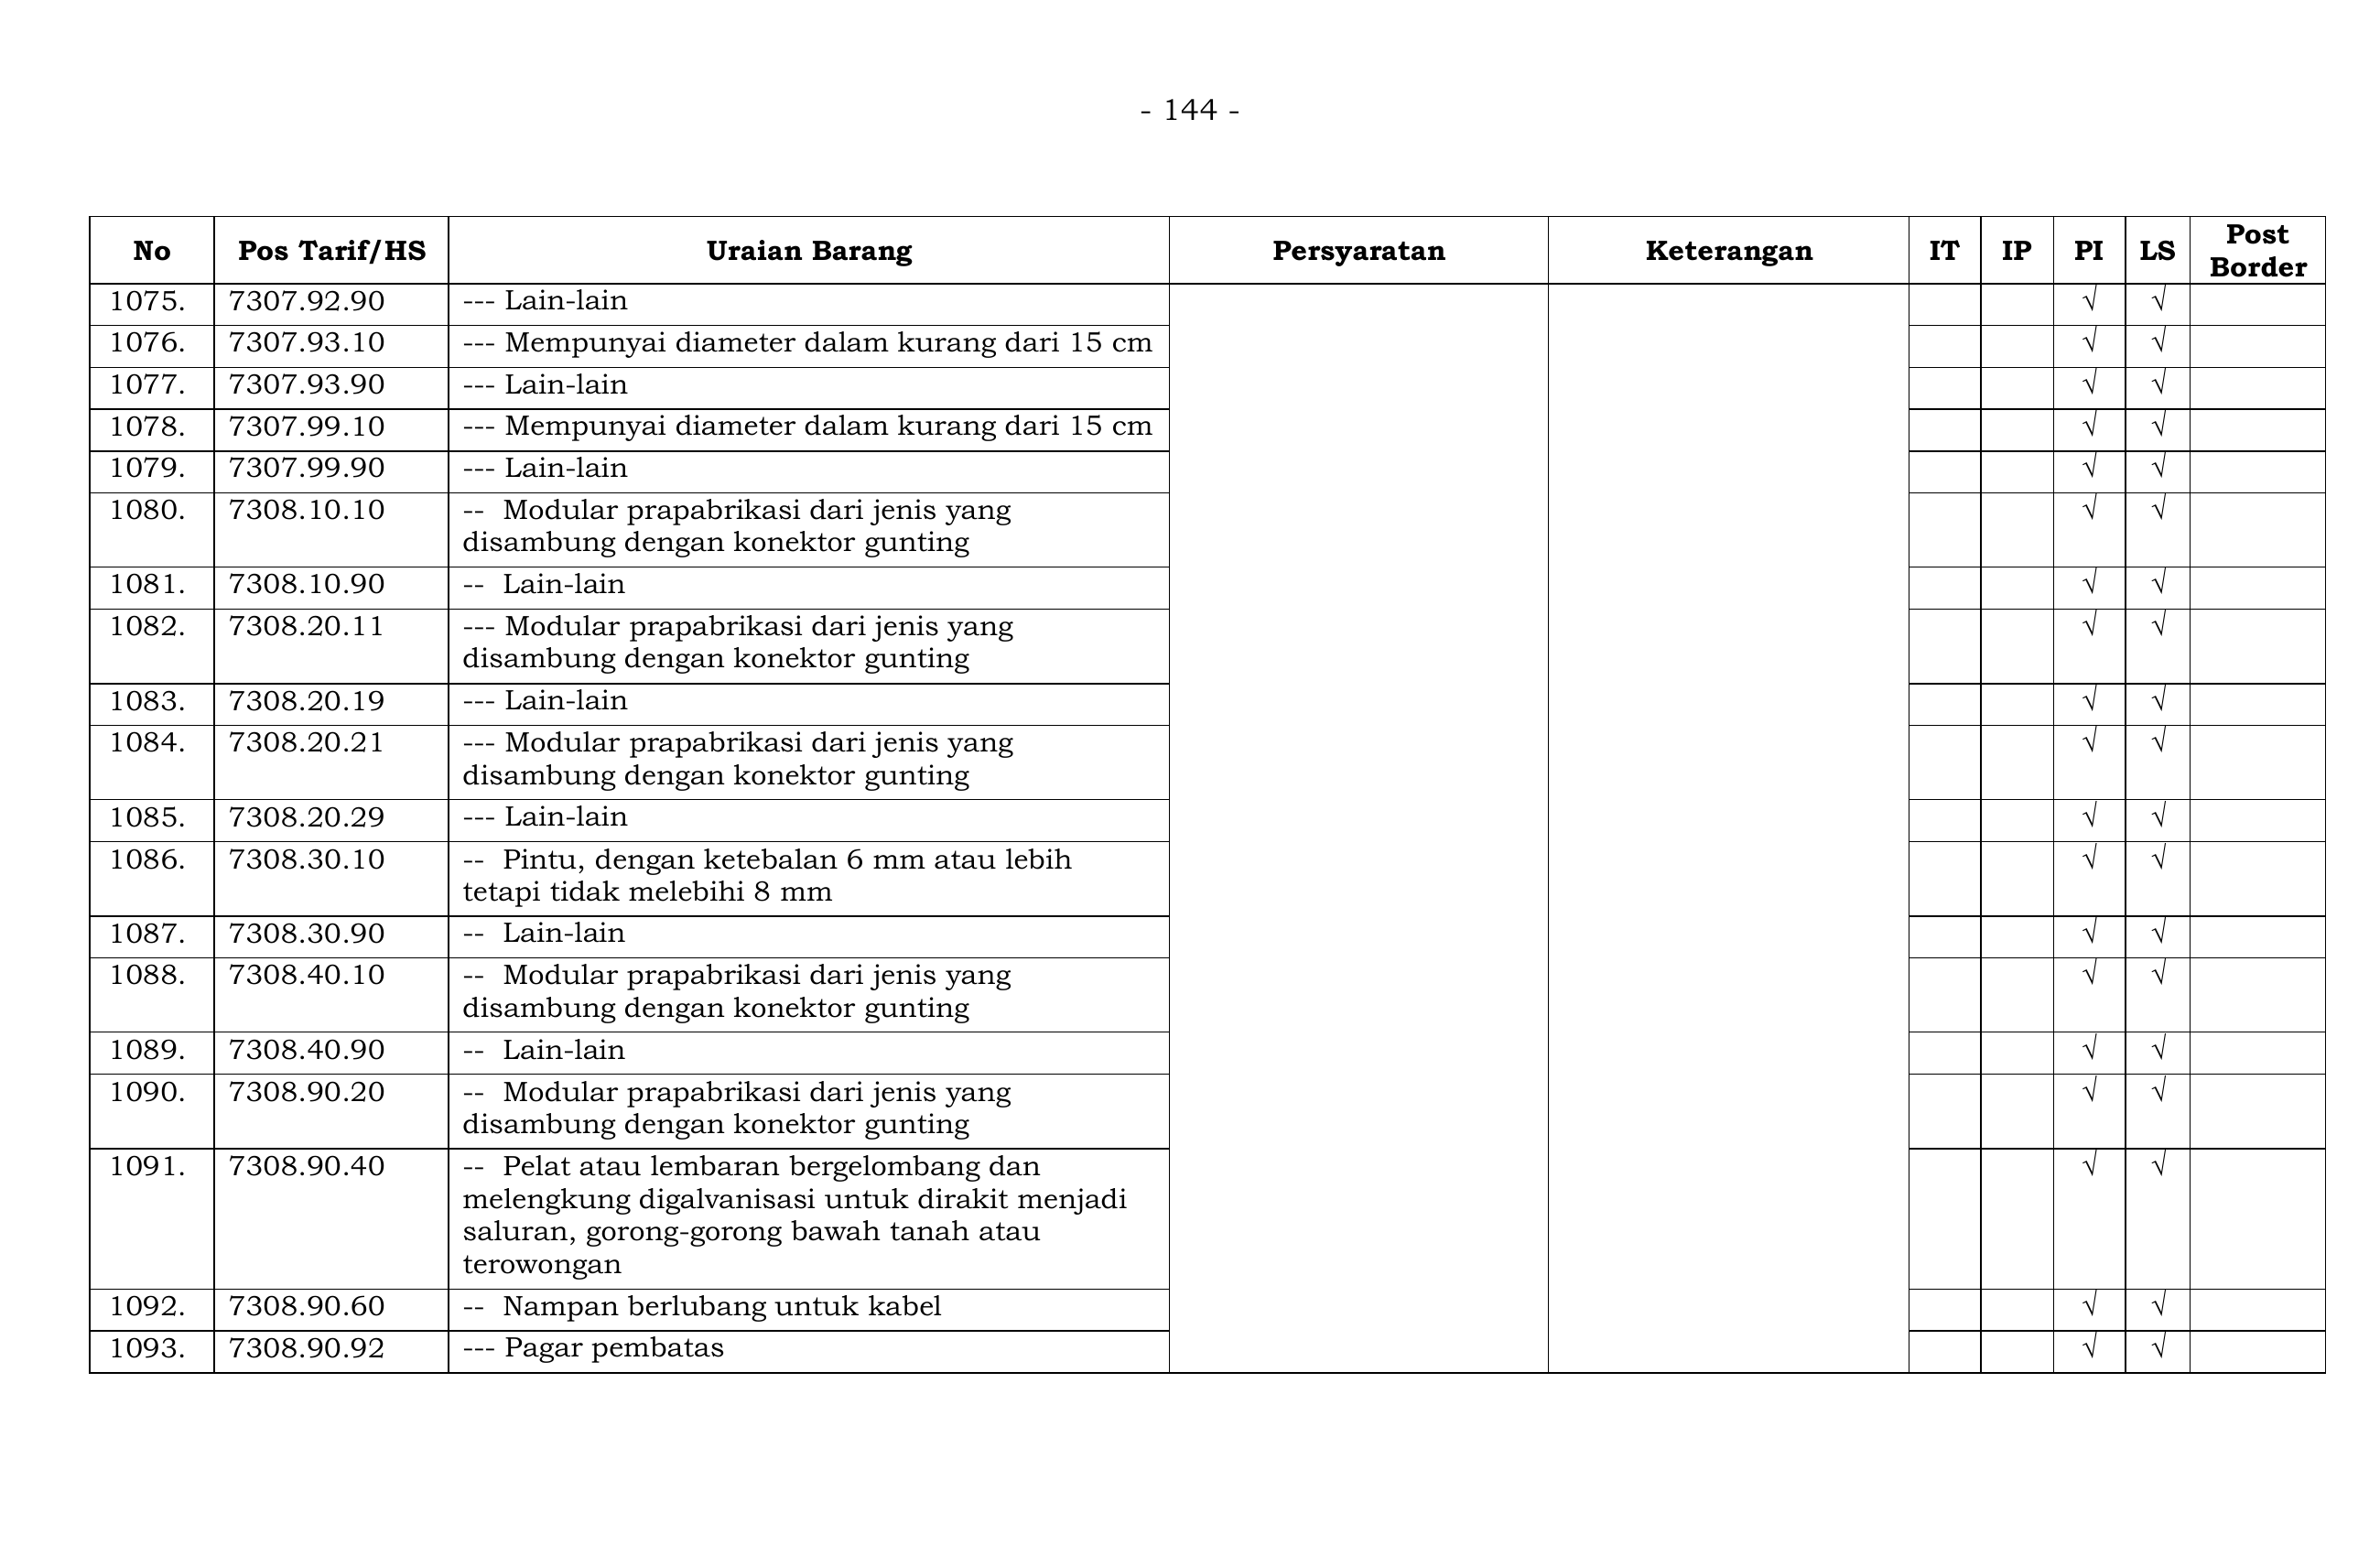 - 144 -
No Pos Tarif/HS Uraian Barang Persyaratan Keterangan IT IP PI LS Post Border
1075. 7307.92.90 --- Lain-lain √ √
1076. 7307.93.10 --- Mempunyai diameter dalam kurang dari 15 cm √ √
1077. 7307.93.90 --- Lain-lain √ √
1078. 7307.99.10 --- Mempunyai diameter dalam kurang dari 15 cm √ √
1079. 7307.99.90 --- Lain-lain √ √
1080. 7308.10.10 -- Modular prapabrikasi dari jenis yang √ √
disambung dengan konektor gunting
1081. 7308.10.90 -- Lain-lain √ √
1082. 7308.20.11 --- Modular prapabrikasi dari jenis yang √ √
disambung dengan konektor gunting
1083. 7308.20.19 --- Lain-lain √ √
1084. 7308.20.21 --- Modular prapabrikasi dari jenis yang √ √
disambung dengan konektor gunting
1085. 7308.20.29 --- Lain-lain √ √
1086. 7308.30.10 -- Pintu, dengan ketebalan 6 mm atau lebih √ √
tetapi tidak melebihi 8 mm
1087. 7308.30.90 -- Lain-lain √ √
1088. 7308.40.10 -- Modular prapabrikasi dari jenis yang √ √
disambung dengan konektor gunting
1089. 7308.40.90 -- Lain-lain √ √
1090. 7308.90.20 -- Modular prapabrikasi dari jenis yang √ √
disambung dengan konektor gunting
1091. 7308.90.40 -- Pelat atau lembaran bergelombang dan √ √
melengkung digalvanisasi untuk dirakit menjadi
saluran, gorong-gorong bawah tanah atau
terowongan
1092. 7308.90.60 -- Nampan berlubang untuk kabel √ √
1093. 7308.90.92 --- Pagar pembatas √ √